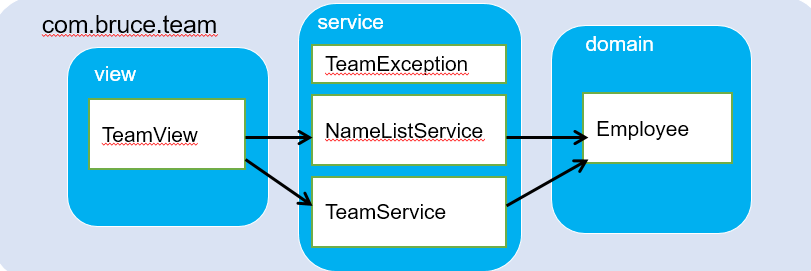 com.bruce.team
service
domain
view
TeamException
TeamView
NameListService
Employee
TeamService